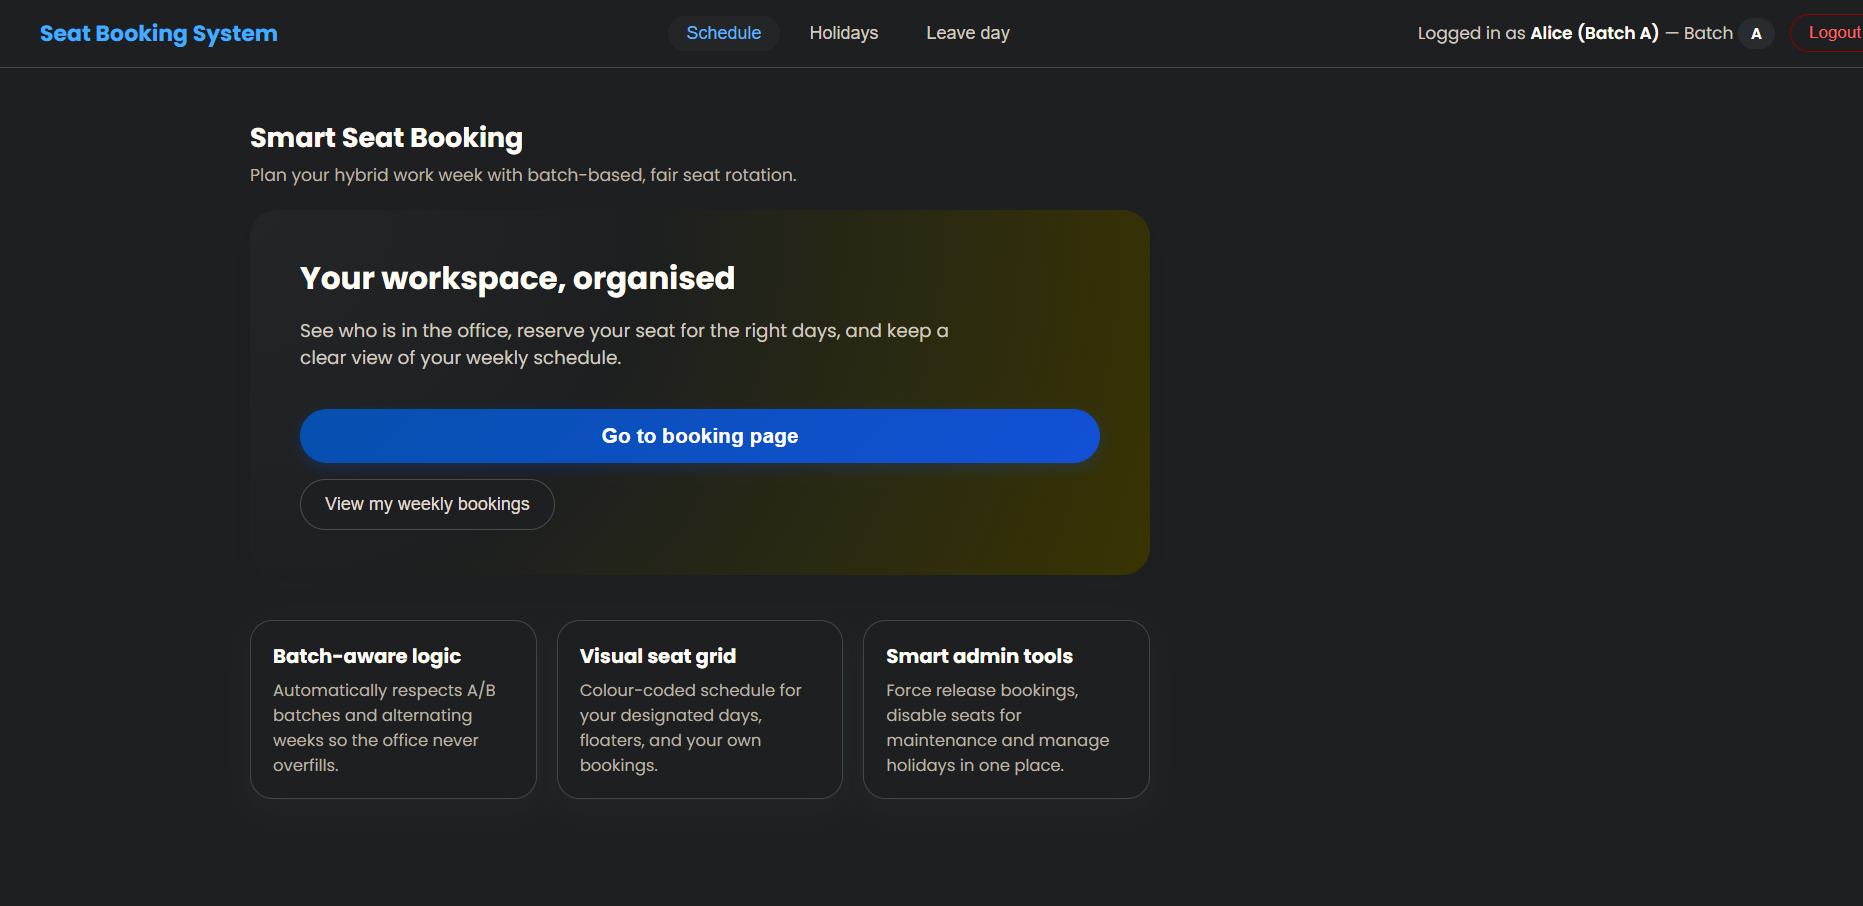 Seat Booking System
Schedule
Holidays
Leave day
Logged in as Alice (Batch A) — Batch A
Logout
Smart Seat Booking
Plan your hybrid work week with batch-based, fair seat rotation.
Your workspace, organised
See who is in the office, reserve your seat for the right days, and keep a
clear view of your weekly schedule.
Go to booking page
View my weekly bookings
Batch-aware logic
Automatically respects A/B
batches and alternating
weeks so the office never
overfills.
Visual seat grid
Colour-coded schedule for
your designated days,
floaters, and your own
bookings.
Smart admin tools
Force release bookings,
disable seats for
maintenance and manage
holidays in one place.